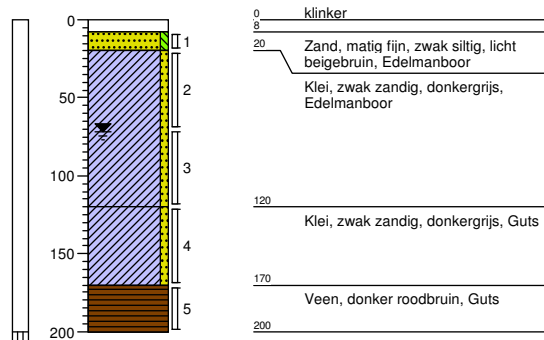 0
50
100
150
200
1
2
3
4
5
0
klinker
8
Zand, matig fijn, zwak siltig, licht
beigebruin, Edelmanboor
20
Klei, zwak zandig, donkergrijs,
Edelmanboor
120
Klei, zwak zandig, donkergrijs, Guts
170
Veen, donker roodbruin, Guts
200